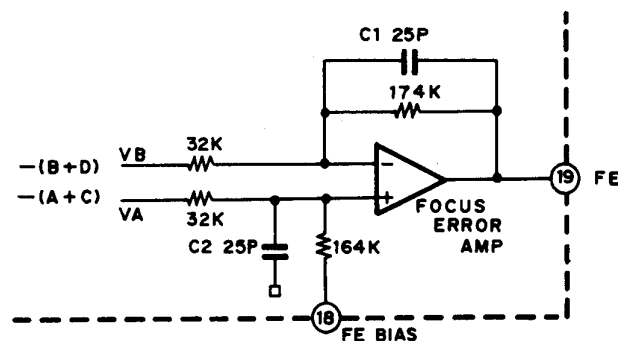 C1 25P
174K
32K
-(B+D) VB
-
19 FE
-(A+C) VA
+
32K
FOCUS
ERROR
AMP
C2 25P
164K
18
FE BIAS